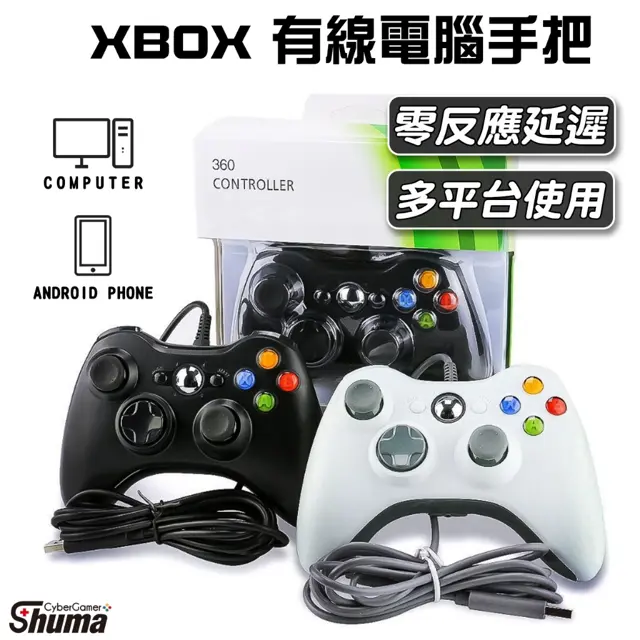 XBOX 有線電腦手把
零反應延遲
多平台使用
COMPUTER
ANDROID PHONE
360
CONTROLLER
X
A
X
A
X
A
CyberGamer
Shuma